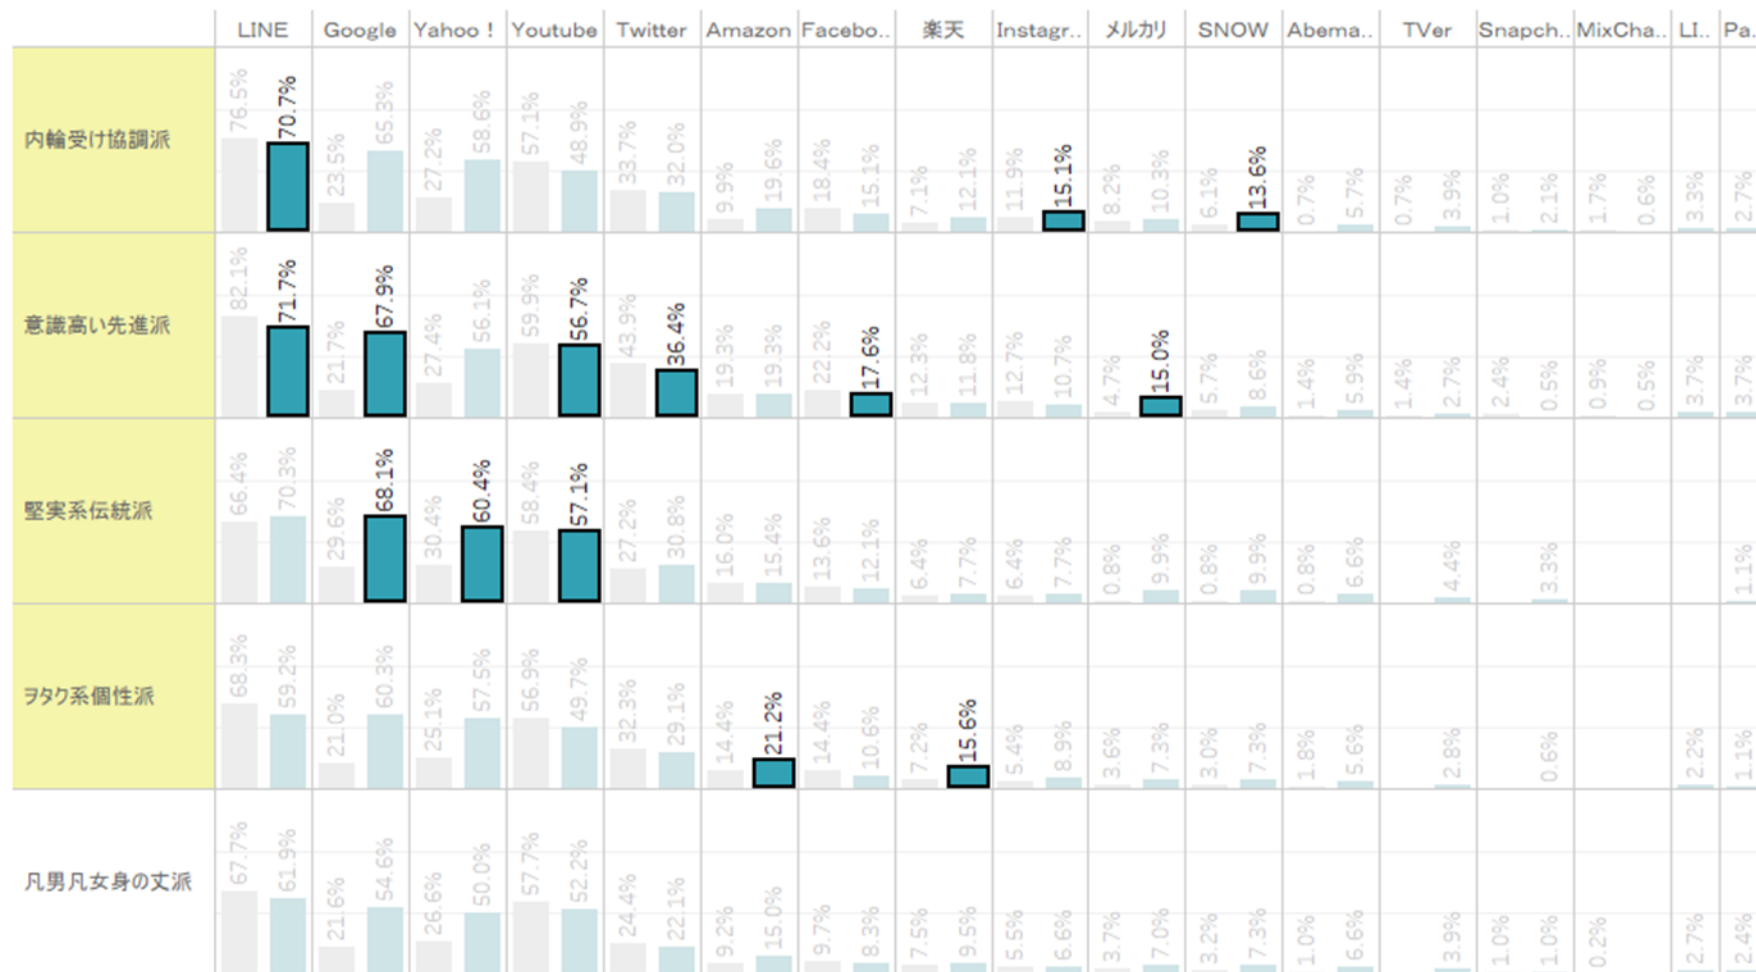 LINE Google Yahoo！ Youtube Twitter Amazon Facebo.. 楽天 Instagr.. メルカリ SNOW Abema.. TVer Snapch.. MixCha.. LI.. Pa.
内輪受け協調派 76.5% 70.7% 23.5% 65.3% 27.2% 58.6% 57.1% 48.9% 33.7% 32.0% 9.9% 19.6% 18.4% 15.1% 7.1% 12.1% 11.9% 15.1% 8.2% 10.3% 6.1% 13.6% 0.7% 5.7% 0.7% 3.9% 1.0% 2.1% 1.7% 0.6% 3.3% 2.7%
意識高い先進派 82.1% 71.7% 21.7% 67.9% 27.4% 56.1% 59.9% 56.7% 43.9% 36.4% 19.3% 19.3% 22.2% 17.6% 12.3% 11.8% 12.7% 10.7% 4.7% 15.0% 5.7% 8.6% 1.4% 5.9% 1.4% 2.7% 2.4% 0.5% 0.9% 0.5% 3.7% 3.7%
堅実系伝統派 66.4% 70.3% 29.6% 68.1% 30.4% 60.4% 58.4% 57.1% 27.2% 30.8% 16.0% 15.4% 13.6% 12.1% 6.4% 7.7% 6.4% 7.7% 0.8% 9.9% 0.8% 9.9% 0.8% 6.6% 4.4% 3.3% 1.1%
ヲタク系個性派 68.3% 59.2% 21.0% 60.3% 25.1% 57.5% 56.9% 49.7% 32.3% 29.1% 14.4% 21.2% 14.4% 10.6% 7.2% 15.6% 5.4% 8.9% 3.6% 7.3% 3.0% 7.3% 1.8% 5.6% 2.8% 0.6% 2.2% 1.1%
凡男凡女身の丈派 67.7% 61.9% 21.6% 54.6% 26.6% 50.0% 57.7% 52.2% 24.4% 22.1% 9.2% 15.0% 9.7% 8.3% 7.5% 9.5% 5.5% 6.6% 3.7% 7.0% 3.2% 7.3% 1.0% 6.6% 3.9% 1.0% 1.0% 0.2% 2.7% 2.4%